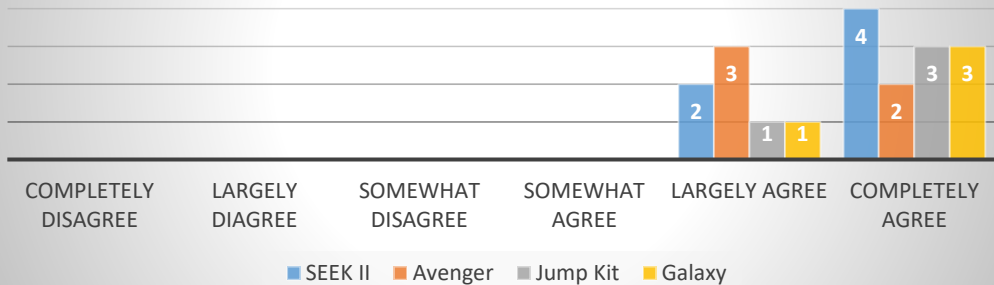 4
3
3
3
2
2
1
1
COMPLETELY DISAGREE
LARGELY DIAGREE
SOMEWHAT DISAGREE
SOMEWHAT AGREE
LARGELY AGREE
COMPLETELY AGREE
SEEK II Avenger Jump Kit Galaxy